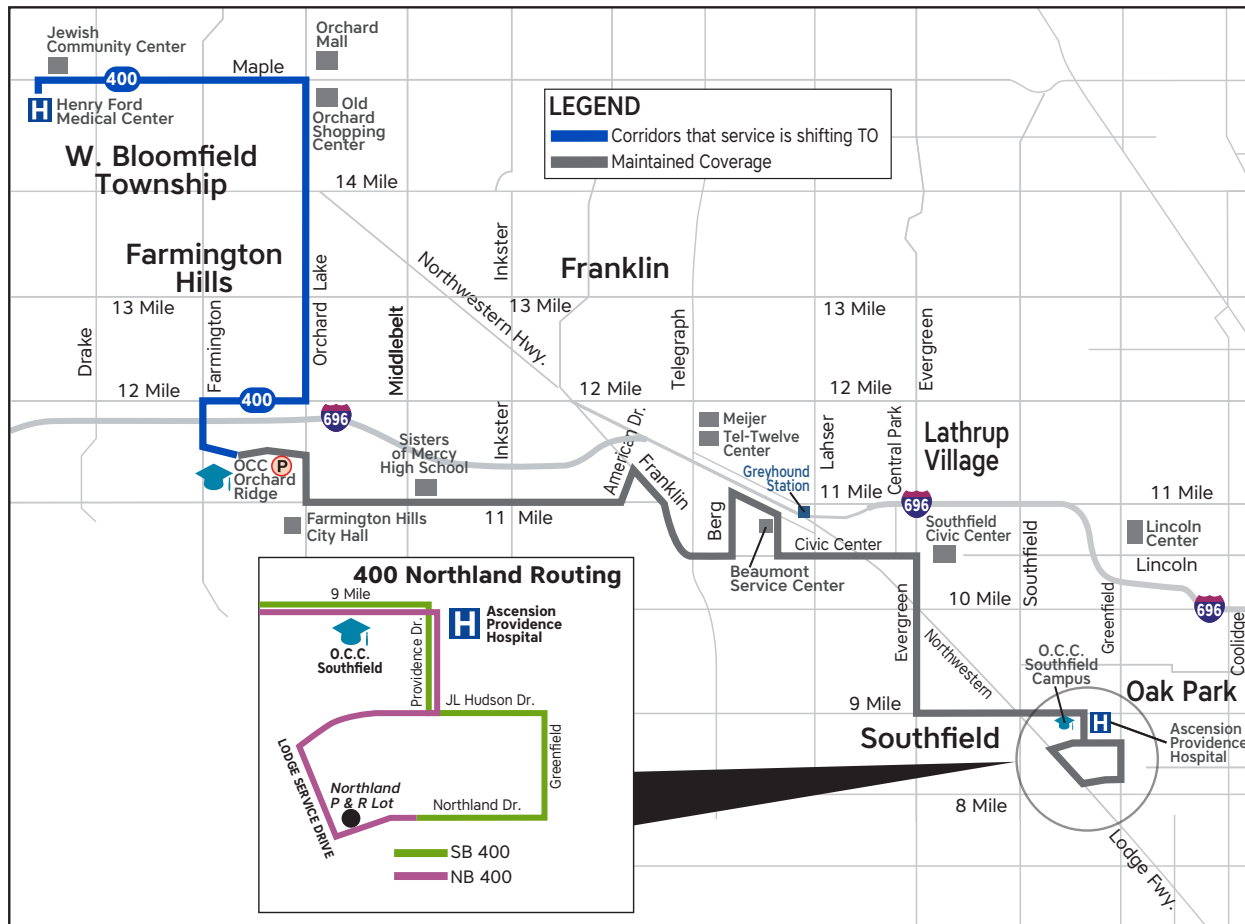 Jewish
Community Center
Orchard
Mall
400
Maple
H
Henry Ford
Medical Center
Old
Orchard
Shopping
Center
LEGEND
Corridors that service is shifting TO
Maintained Coverage
W. Bloomfield
Township
14 Mile
Farmington
Hills
Orchard Lake
Inkster
Northwestern Hwy.
Franklin
13 Mile
13 Mile
13 Mile
Drake
Farmington
Middlebelt
Telegraph
Evergreen
12 Mile
400
12 Mile
12 Mile
696
Inkster
American Dr.
Franklin
Meijer
Tel-Twelve
Center
Lahser
Central Park
Lathrup
Village
Sisters
of Mercy
High School
OCC
Orchard
Ridge
P
Greyhound
Station
11 Mile
696
11 Mile
11 Mile
Farmington Hills
City Hall
Berg
Civic Center
Beaumont
Service Center
Southfield
Civic Center
Southfield
Lincoln
Center
Lincoln
10 Mile
Greenfield
696
Coolidge
Evergreen
Northwestern
O.C.C.
Southfield
Campus
Oak Park
9 Mile
Southfield
H
Ascension
Providence
Hospital
8 Mile
Lodge Fwy.
400 Northland Routing
9 Mile
O.C.C.
Southfield
Providence Dr.
H
Ascension
Providence
Hospital
JL Hudson Dr.
LODGE SERVICE DRIVE
Northland
P & R Lot
Northland Dr.
Greenfield
SB 400
NB 400